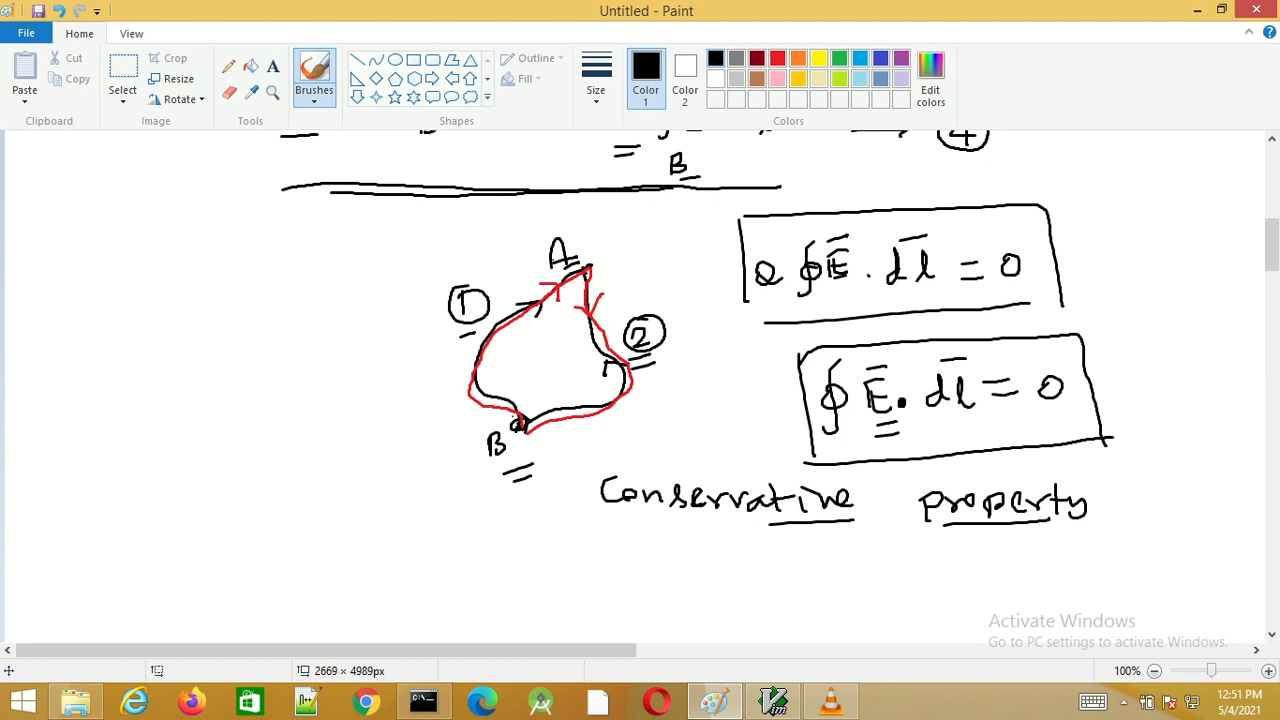 Untitled - Paint
File Home View
Paste
Cut
Copy
Clipboard
Select
Crop
Resize
Rotate
Image
A
Tools
Brushes
Outline
Fill
Shapes
Size
Color 1
Color 2
Edit colors
Colors
= B
④
A
①
②
B
Q ∮ E̅ . d̅l̅ = 0
∮ E̅ . d̅l̅ = 0
Conservative property
Activate Windows
Go to PC settings to activate Windows.
2669 × 4989px
100%
12:51 PM
5/4/2021